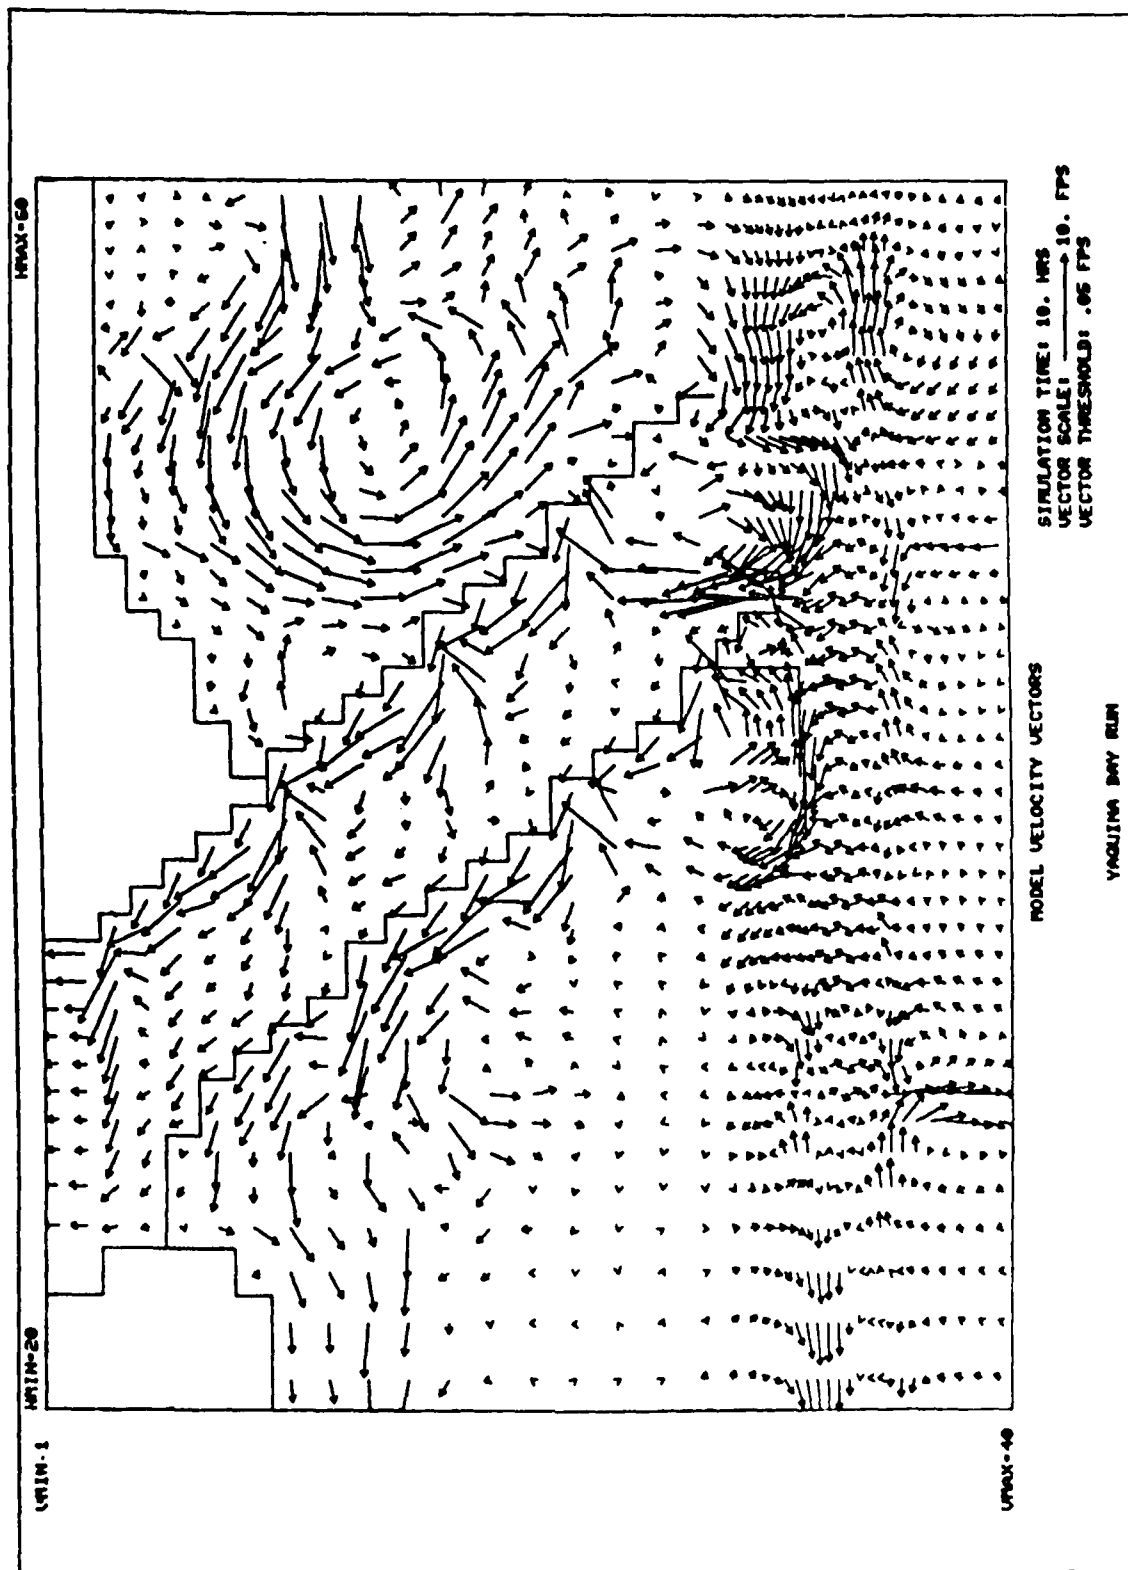 HMIN=20
HMAX=60
VMIN=1
VMAX=40
SIMULATION TIME: 10. HRS
VECTOR SCALE: 10. FPS
VECTOR THRESHOLD: .05 FPS
MODEL VELOCITY VECTORS
YAQUINA BAY RUN